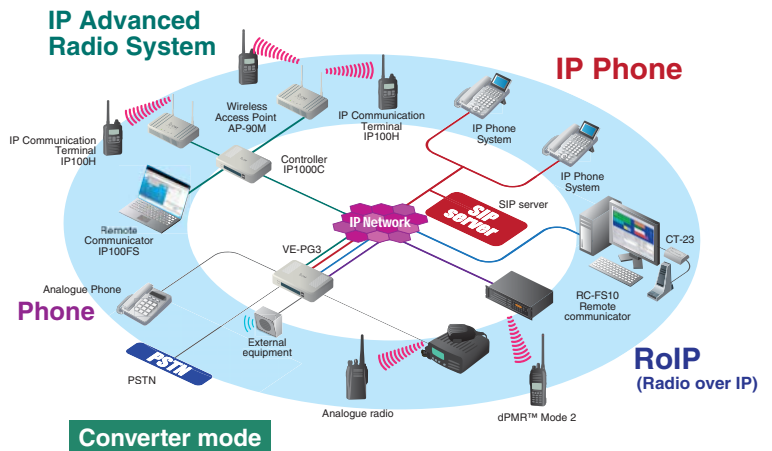 IP Advanced
Radio System
IP Phone
Wireless
Access Point
AP-90M
IP Communication
Terminal
IP100H
IP Communication
Terminal
IP100H
Controller
IP1000C
IP Phone
System
IP Phone
System
SIP server
SIP
server
IP Network
Remote
Communicator
IP100FS
VE-PG3
CT-23
RC-FS10
Remote
communicator
Analogue Phone
Phone
External
equipment
PSTN
PSTN
Analogue radio
dPMR™ Mode 2
RoIP
(Radio over IP)
Converter mode